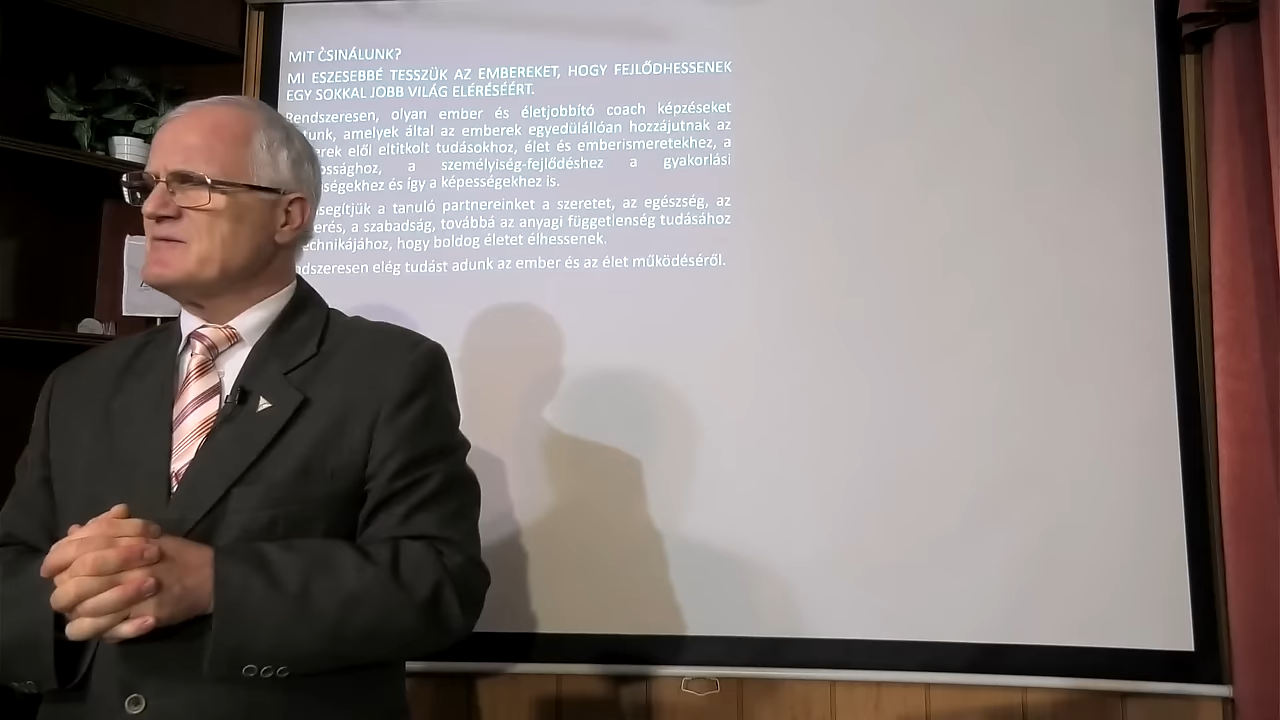 MIT CSINÁLUNK?
MI ESZESEBBÉ TESSZÜK AZ EMBEREKET, HOGY FEJLŐDHESSENEK
EGY SOKKAL JOBB VILÁG ELÉRÉSÉÉRT.
Rendszeresen, olyan ember és életjobbító coach képzéseket
amelyek által az emberek egyedülállóan hozzájutnak az
elől eltitkolt tudásokhoz, élet és emberismeretekhez, a
a személyiség-fejlődéshez a gyakorlási
és így a képességekhez is.
a tanuló partnereinket a szeretet, az egészség, az
a szabadság, továbbá az anyagi függetlenség tudásához
hogy boldog életet élhessenek.
elég tudást adunk az ember és az élet működéséről.